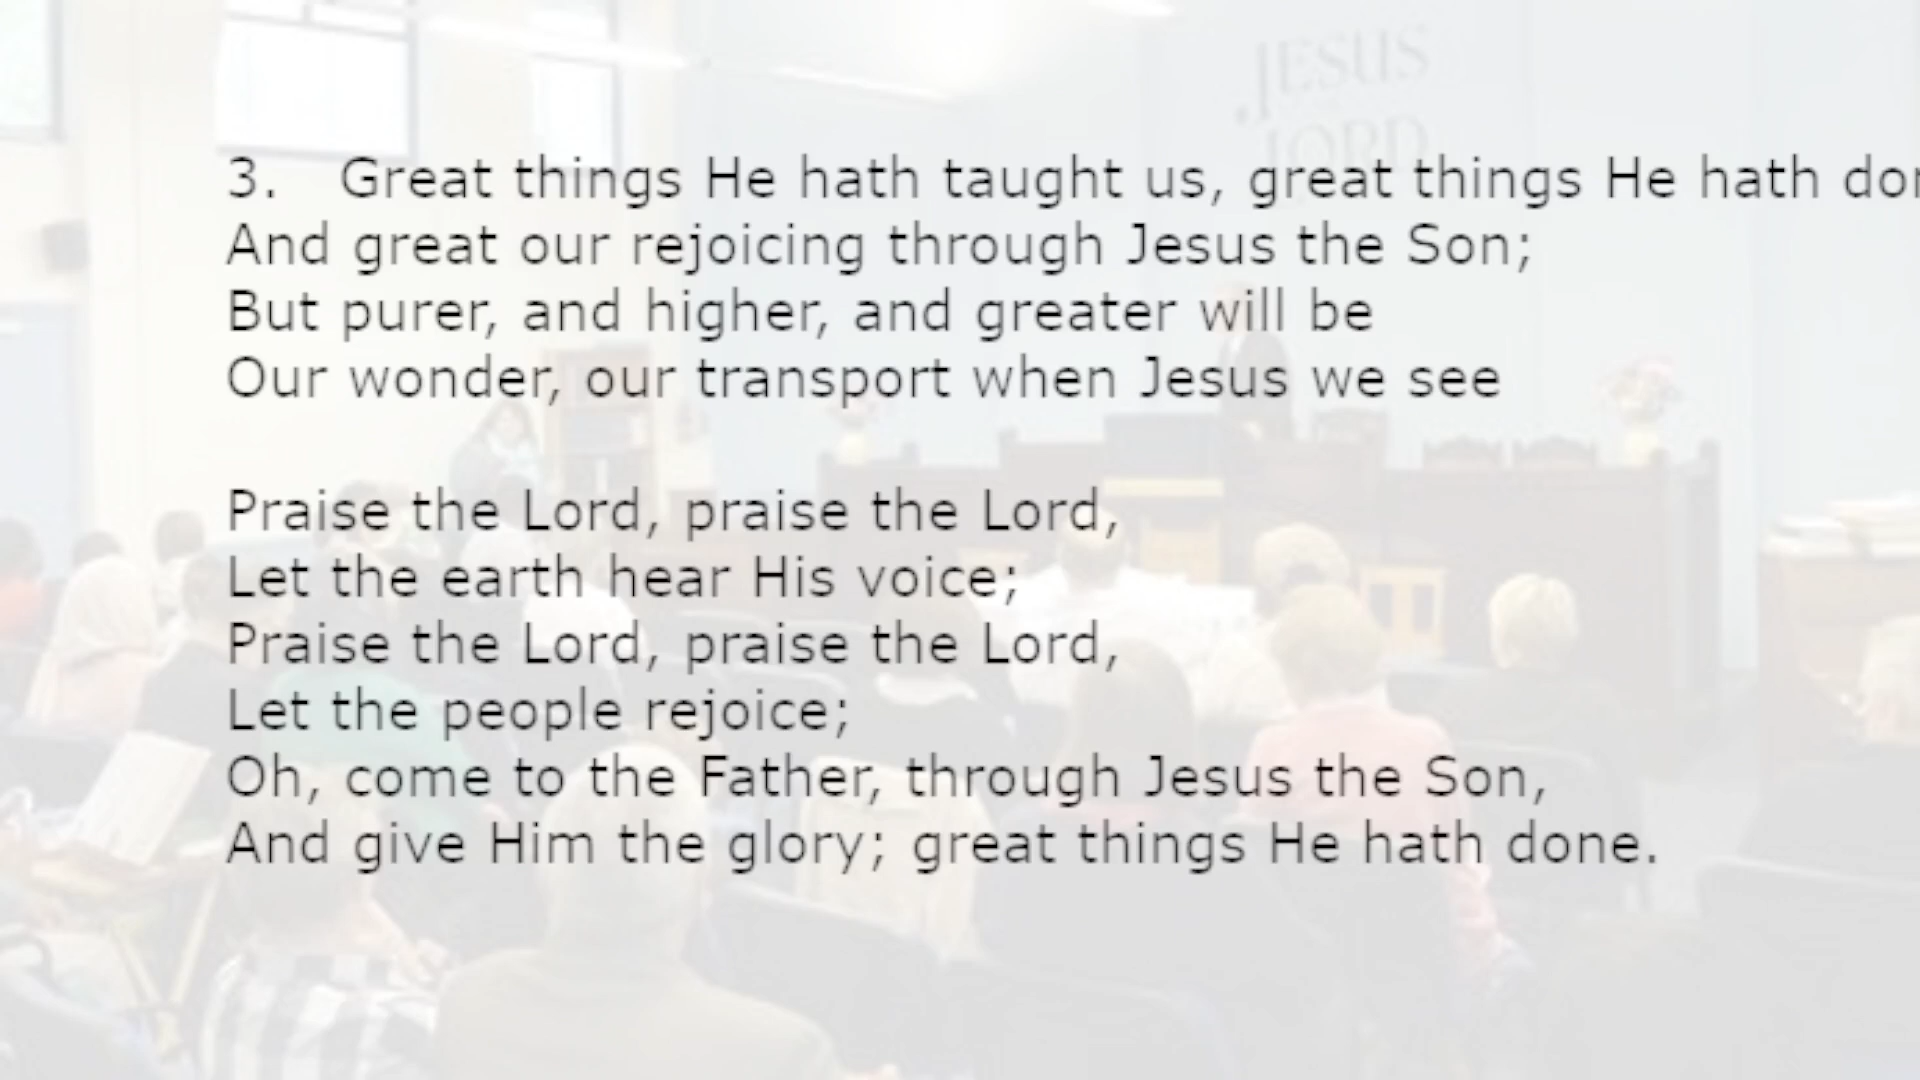 JESUS
LORD
3. Great things He hath taught us, great things He hath
And great our rejoicing through Jesus the Son;
But purer, and higher, and greater will be
Our wonder, our transport when Jesus we see
Praise the Lord, praise the Lord,
Let the earth hear His voice;
Praise the Lord, praise the Lord,
Let the people rejoice;
Oh, come to the Father, through Jesus the Son,
And give Him the glory; great things He hath done.